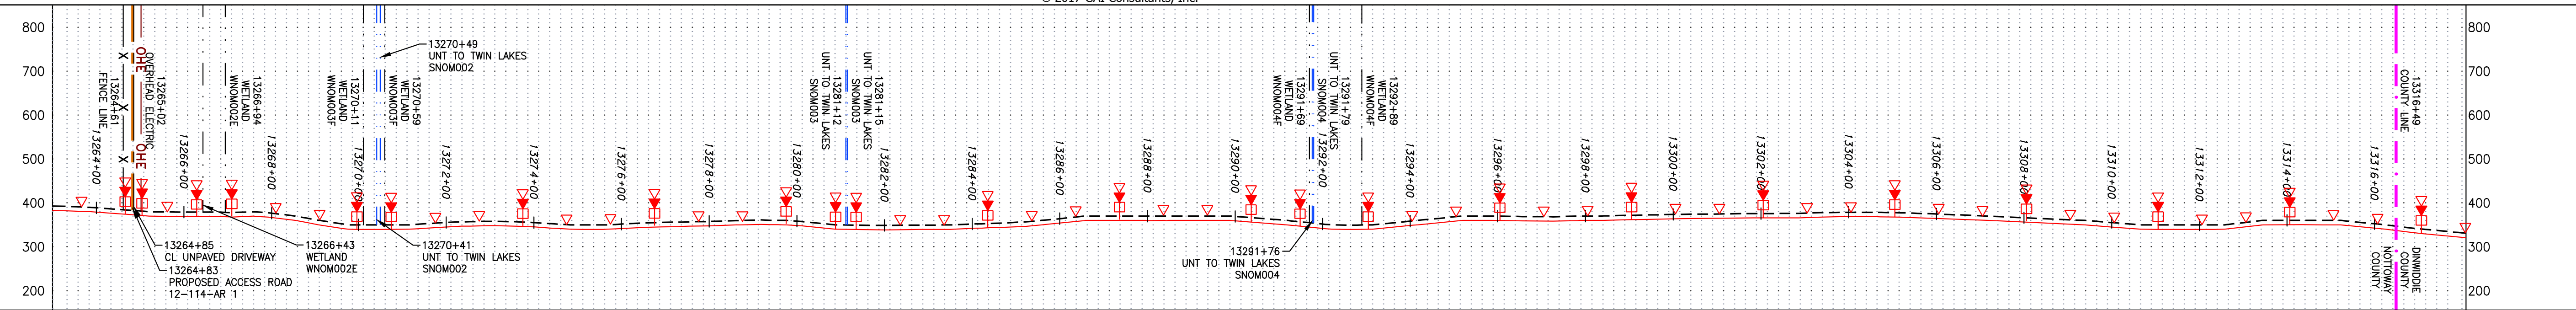 © 2017 GAI Consultants, Inc.
800
700
600
500
400
300
200
13264+61
FENCE LINE
X
X
X
OHE
OHE
13265+02
OVERHEAD ELECTRIC
13266+94
WETLAND
WNOM002E
13270+11
WETLAND
WNOM003F
13270+49
UNT TO TWIN LAKES
SNOM002
13270+59
WETLAND
WNOM003F
13281+12
UNT TO TWIN LAKES
SNOM003
13281+15
UNT TO TWIN LAKES
SNOM003
13291+69
WETLAND
WNOM004F
13291+79
UNT TO TWIN LAKES
SNOM004
13292+89
WETLAND
WNOM004F
13316+49
COUNTY LINE
13264+00
13266+00
13268+00
13270+00
13272+00
13274+00
13276+00
13278+00
13280+00
13282+00
13284+00
13286+00
13288+00
13290+00
13292+00
13294+00
13296+00
13298+00
13300+00
13302+00
13304+00
13306+00
13308+00
13310+00
13312+00
13314+00
13316+00
13264+85
CL UNPAVED DRIVEWAY
13264+83
PROPOSED ACCESS ROAD
12-114-AR 1
13266+43
WETLAND
WNOM002E
13270+41
UNT TO TWIN LAKES
SNOM002
13291+76
UNT TO TWIN LAKES
SNOM004
NOTTOWAY
COUNTY
DINWIDDIE
COUNTY
800
700
600
500
400
300
200